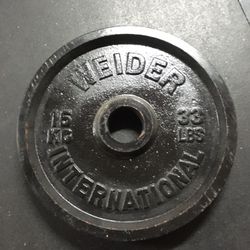 WEIDER
15 KG
33 LBS
INTERNATIONAL